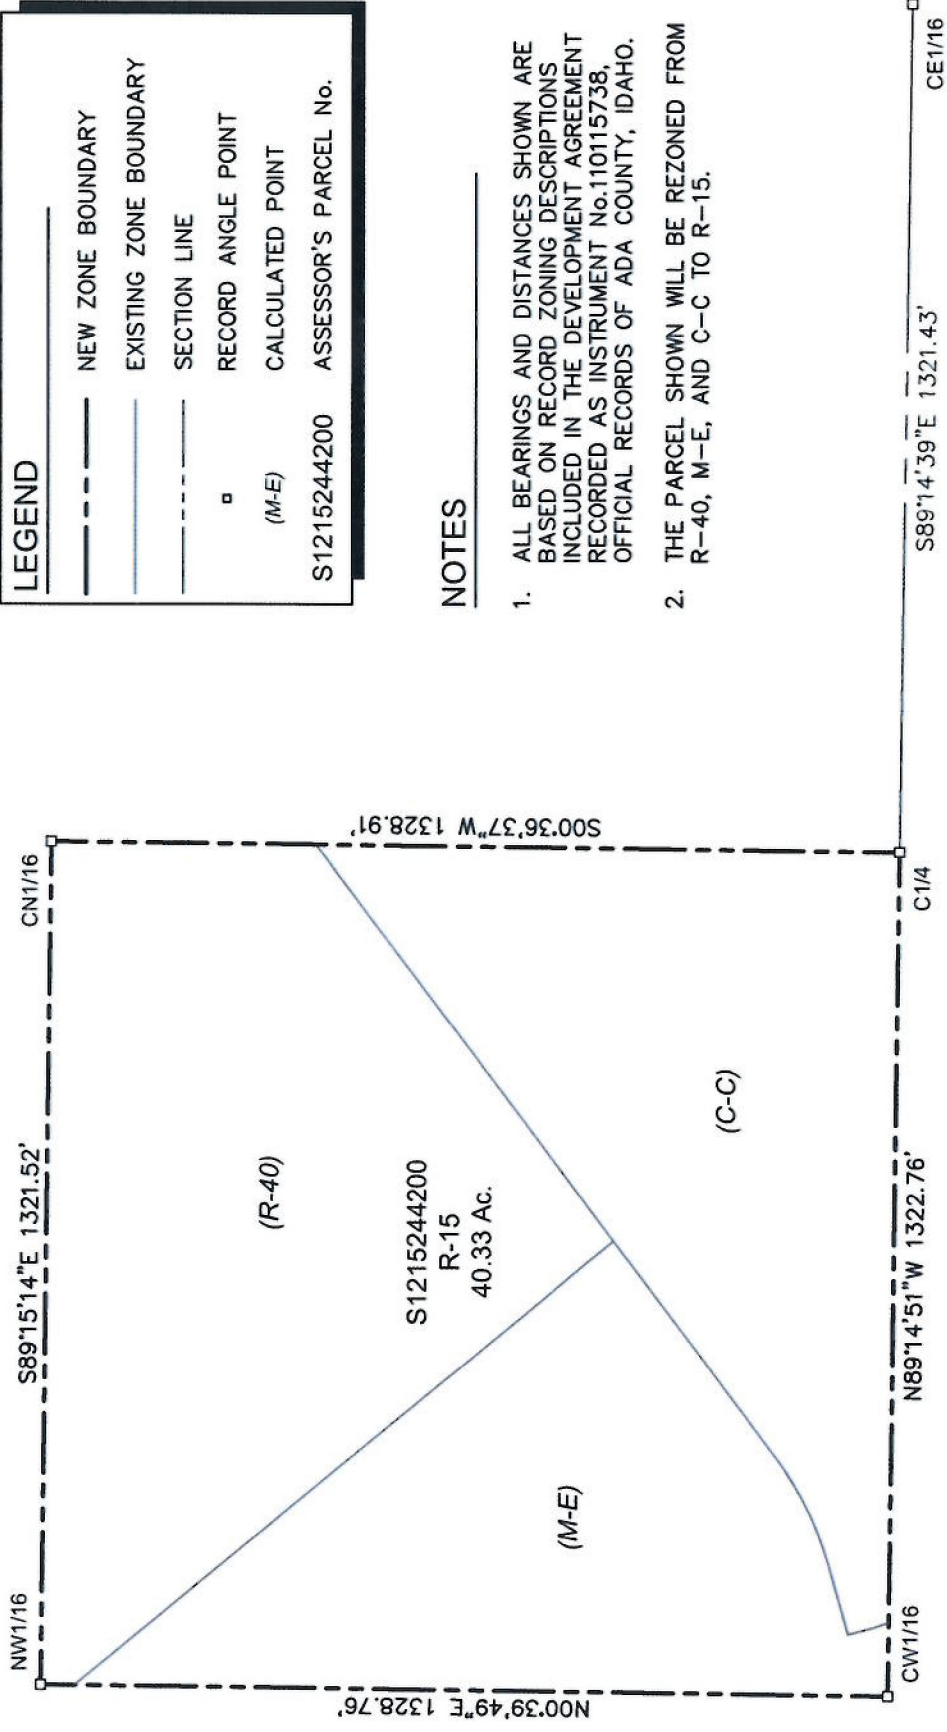 NW1/16
S89°15'14"E 1321.52'
CN1/16
N00°39'49"E 1328.76'
S00°36'37"W 1328.91'
(R-40)
S1215244200
R-15
40.33 Ac.
(M-E)
(C-C)
CW1/16
N89°14'51"W 1322.76'
C1/4
S89°14'39"E 1321.43'
CE1/16
LEGEND
NEW ZONE BOUNDARY
EXISTING ZONE BOUNDARY
SECTION LINE
RECORD ANGLE POINT
(M-E) CALCULATED POINT
S1215244200 ASSESSOR'S PARCEL No.
NOTES
1. ALL BEARINGS AND DISTANCES SHOWN ARE
BASED ON RECORD ZONING DESCRIPTIONS
INCLUDED IN THE DEVELOPMENT AGREEMENT
RECORDED AS INSTRUMENT No.110115738,
OFFICIAL RECORDS OF ADA COUNTY, IDAHO.
2. THE PARCEL SHOWN WILL BE REZONED FROM
R-40, M-E, AND C-C TO R-15.